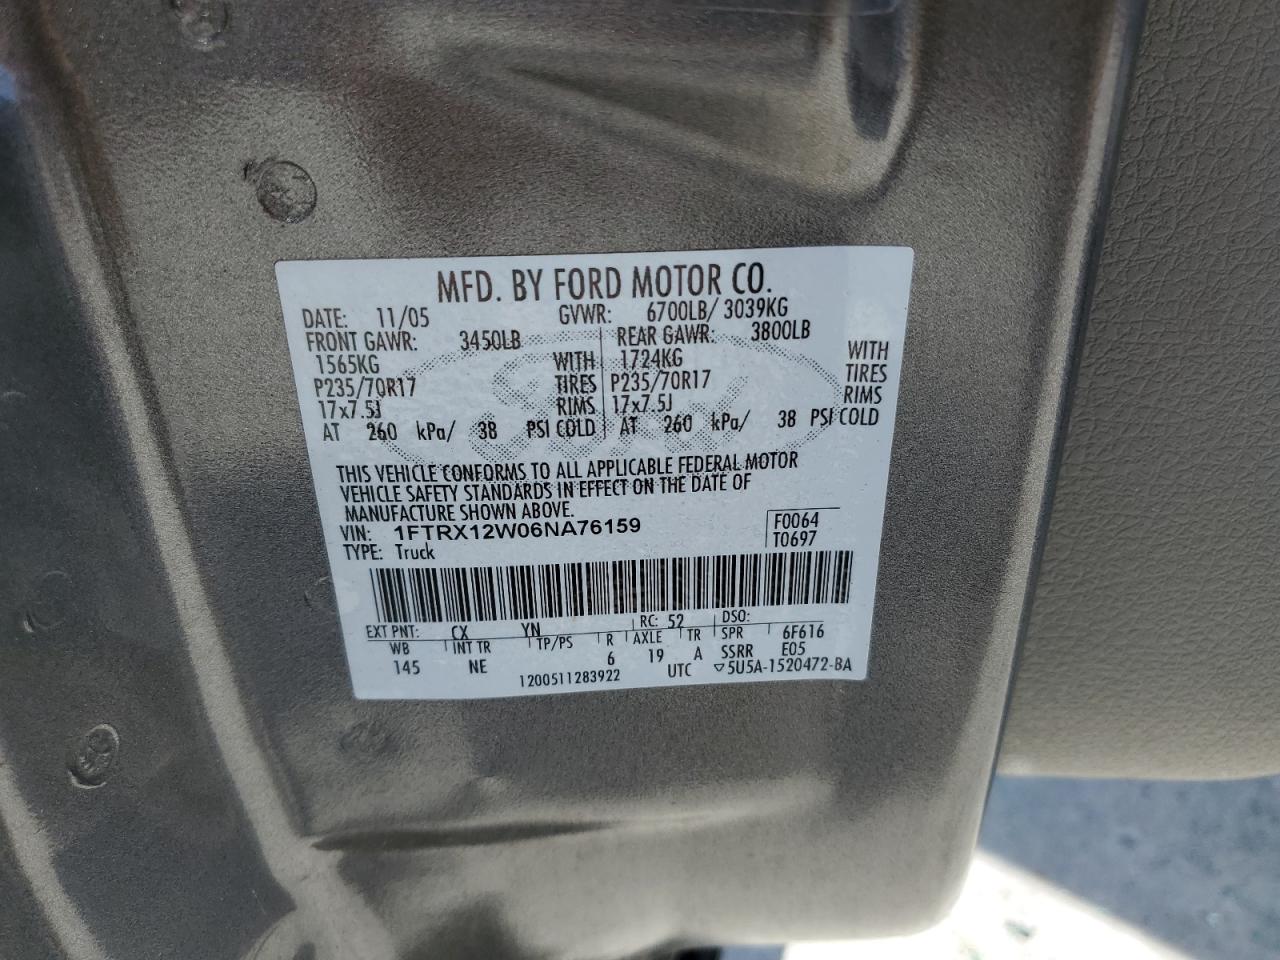 MFD. BY FORD MOTOR CO.
DATE: 11/05 GVWR: 6700LB/ 3039KG
FRONT GAWR: 3450LB REAR GAWR: 3800LB
1565KG WITH 1724KG WITH
P235/70R17 TIRES P235/70R17 TIRES
17x7.5J RIMS 17x7.5J RIMS
AT 260 kPa/ 38 PSI COLD AT 260 kPa/ 38 PSI COLD
THIS VEHICLE CONFORMS TO ALL APPLICABLE FEDERAL MOTOR
VEHICLE SAFETY STANDARDS IN EFFECT ON THE DATE OF
MANUFACTURE SHOWN ABOVE.
VIN: 1FTRX12W06NA76159 F0064
TYPE: Truck T0697
EXT PNT: CX YN RC: 52 DSO:
WB INT TR TP/PS R AXLE TR SPR 6F616
145 NE 6 19 A SSRR E05
1200511283922 UTC ▽5U5A-1520472-BA